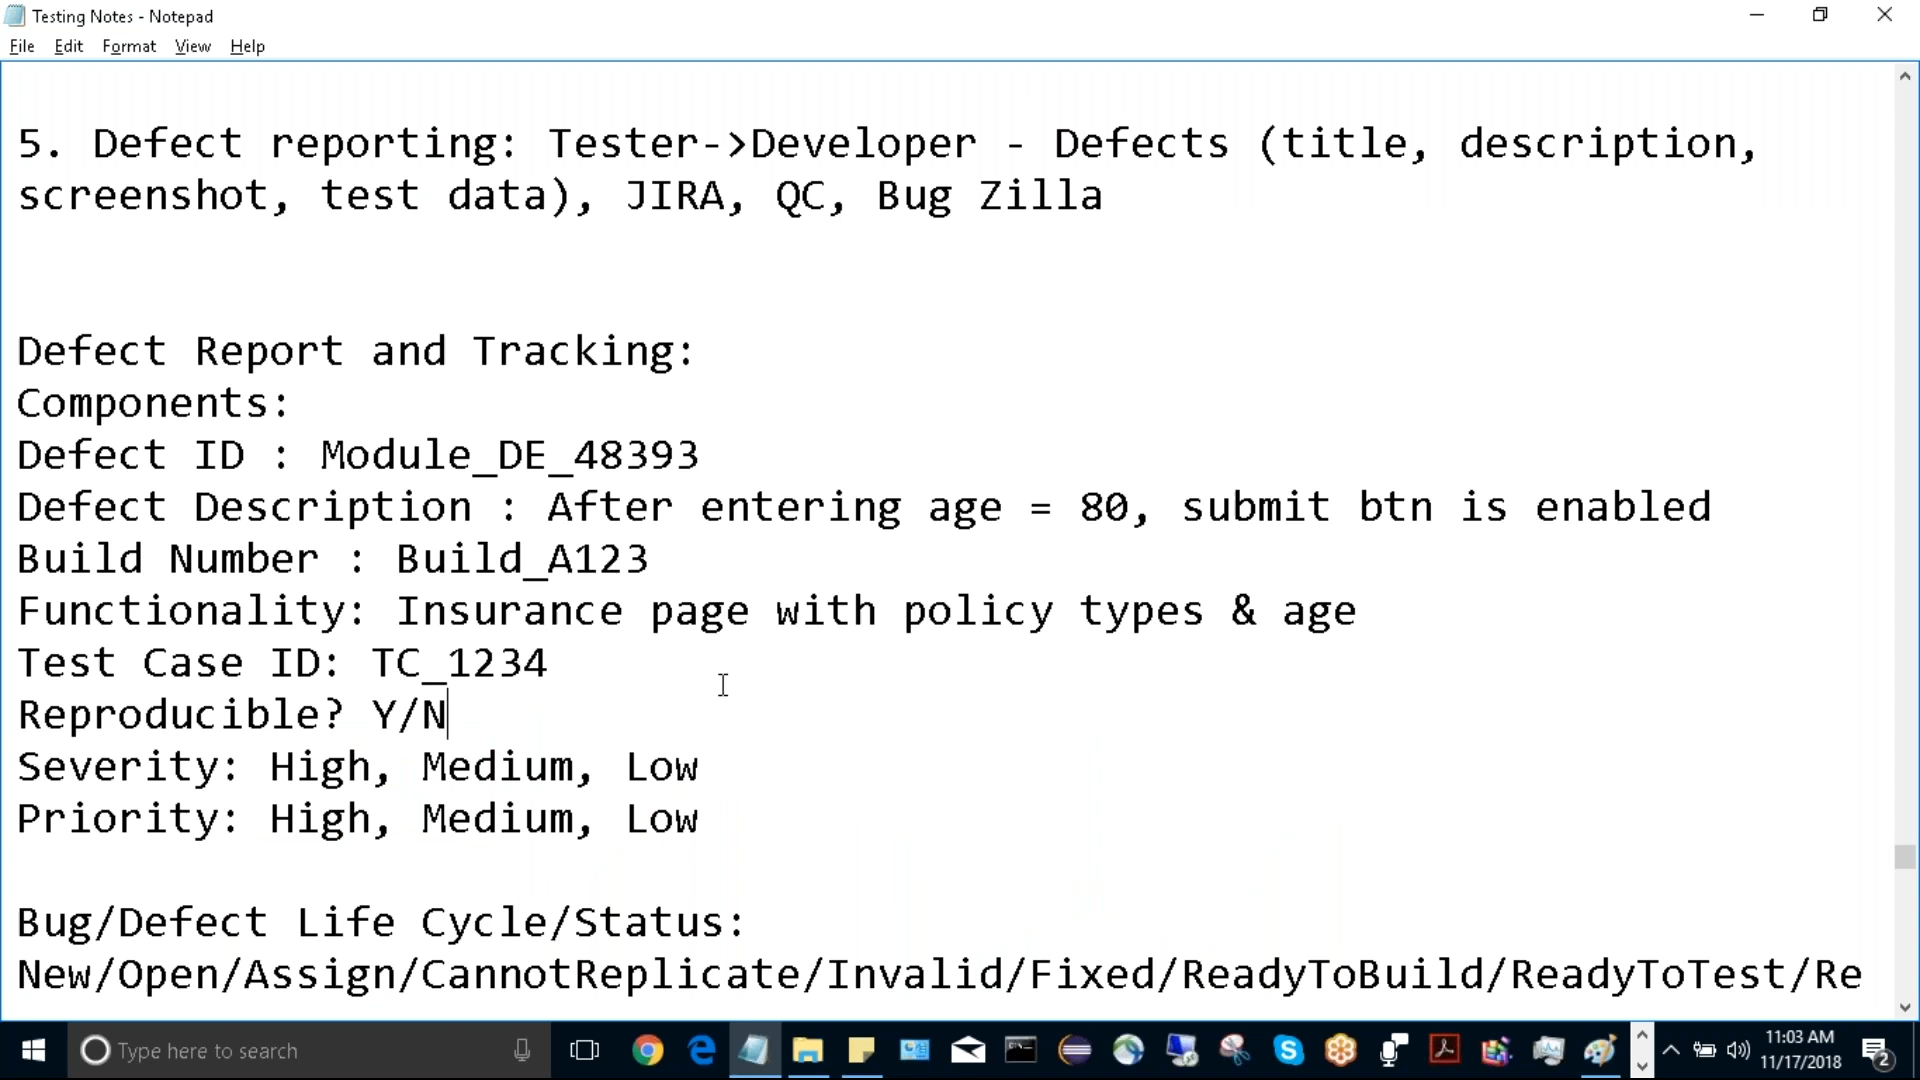 Testing Notes - Notepad
File Edit Format View Help
5. Defect reporting: Tester->Developer - Defects (title, description,
screenshot, test data), JIRA, QC, Bug Zilla
Defect Report and Tracking:
Components:
Defect ID : Module_DE_48393
Defect Description : After entering age = 80, submit btn is enabled
Build Number : Build_A123
Functionality: Insurance page with policy types & age
Test Case ID: TC_1234
Reproducible? Y/N
Severity: High, Medium, Low
Priority: High, Medium, Low
Bug/Defect Life Cycle/Status:
New/Open/Assign/CannotReplicate/Invalid/Fixed/ReadyToBuild/ReadyToTest/Re
Type here to search
11:03 AM
11/17/2018
2